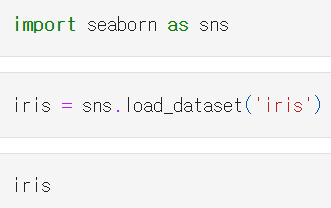 import seaborn as sns
iris = sns.load_dataset('iris')
iris